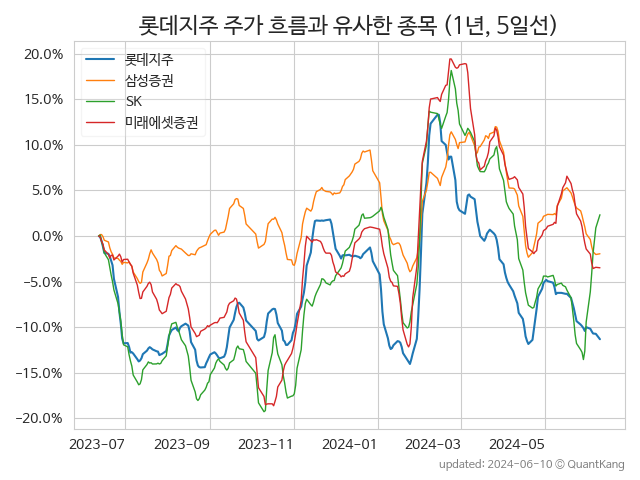 롯데지주 주가 흐름과 유사한 종목 (1년, 5일선)
20.0%
15.0%
10.0%
5.0%
0.0%
−5.0%
−10.0%
−15.0%
−20.0%
롯데지주
삼성증권
SK
미래에셋증권
2023-07
2023-09
2023-11
2024-01
2024-03
2024-05
updated: 2024-06-10 © QuantKang